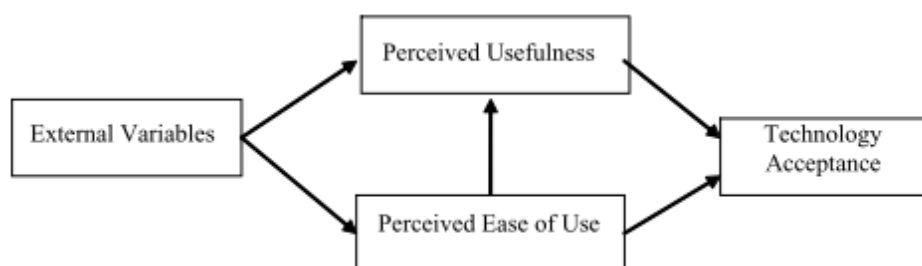 Perceived Usefulness
External Variables
Technology
Acceptance
Perceived Ease of Use